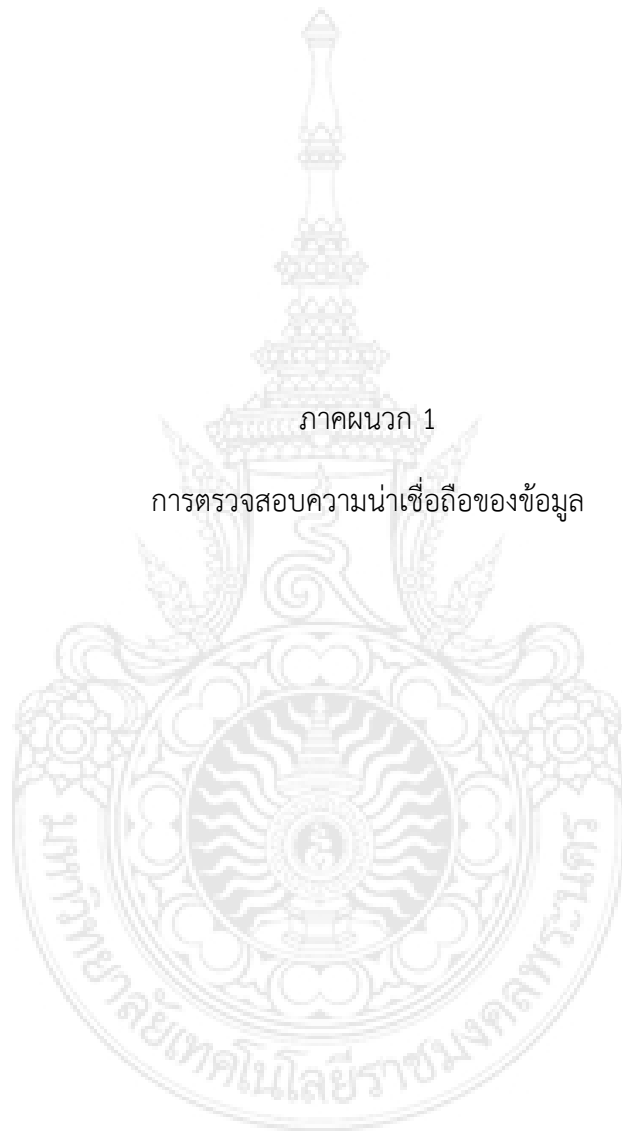 ภาคผนวก 1
การตรวจสอบความน่าเชื่อถือของข้อมูล
มหาวิทยาลัยเทคโนโลยีราชมงคลพระนคร